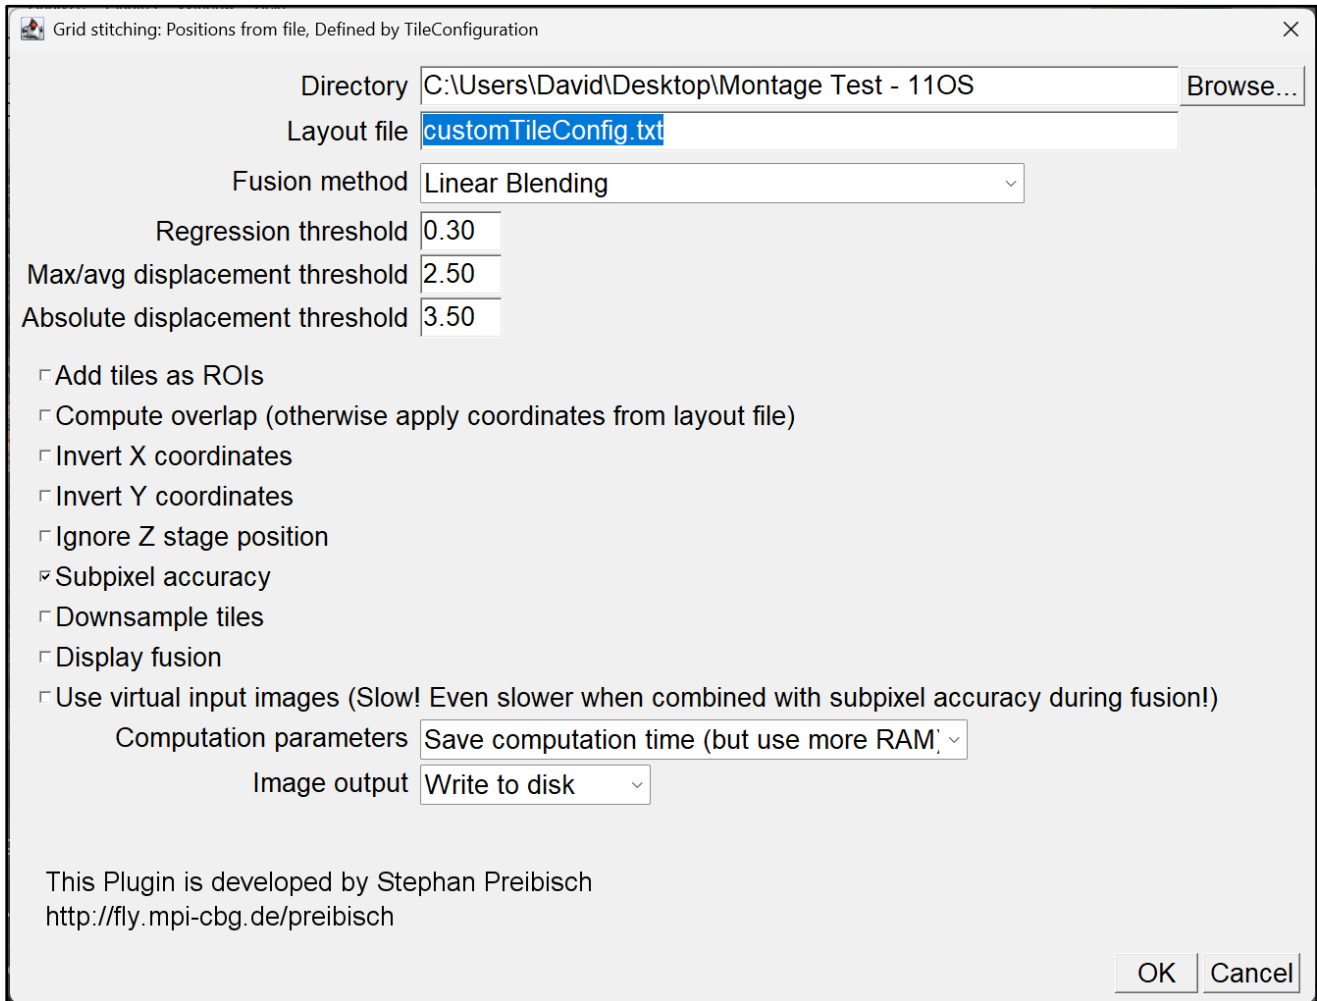 Grid stitching: Positions from file, Defined by TileConfiguration
Directory C:\Users\David\Desktop\Montage Test - 11OS Browse...
Layout file customTileConfig.txt
Fusion method Linear Blending
Regression threshold 0.30
Max/avg displacement threshold 2.50
Absolute displacement threshold 3.50
Add tiles as ROIs
Compute overlap (otherwise apply coordinates from layout file)
Invert X coordinates
Invert Y coordinates
Ignore Z stage position
Subpixel accuracy
Downsample tiles
Display fusion
Use virtual input images (Slow! Even slower when combined with subpixel accuracy during fusion!)
Computation parameters Save computation time (but use more RAM)
Image output Write to disk
This Plugin is developed by Stephan Preibisch
http://fly.mpi-cbg.de/preibisch
OK Cancel